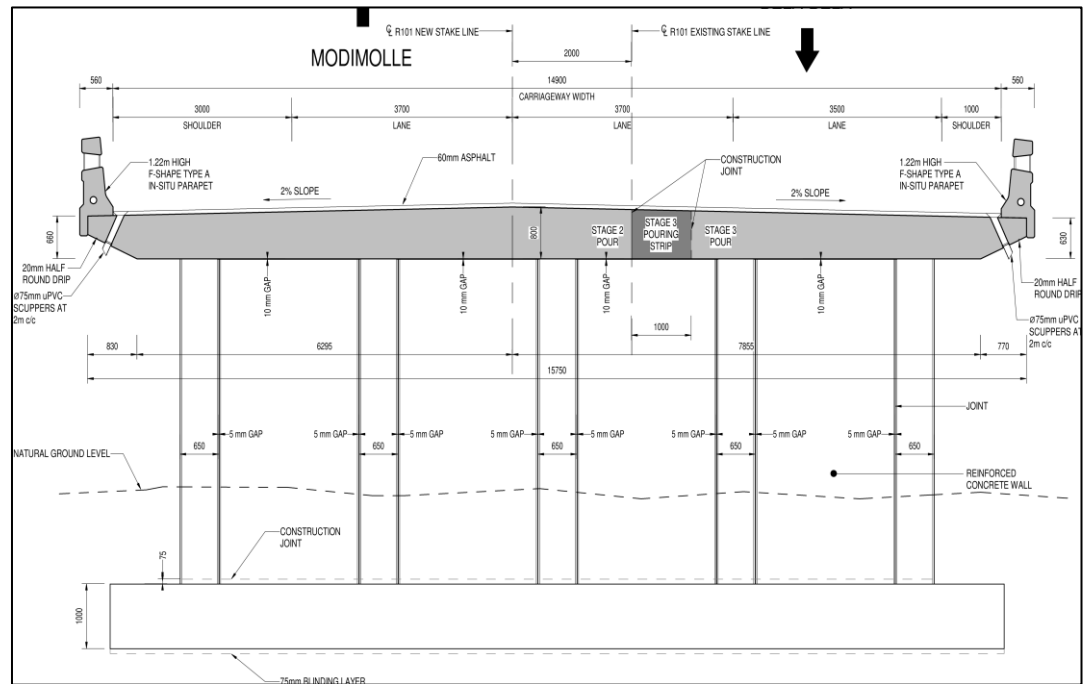 ℄ R101 NEW STAKE LINE
℄ R101 EXISTING STAKE LINE
MODIMOLLE
2000
560
14900
560
CARRIAGEWAY WIDTH
3000
3700
3700
3500
1000
SHOULDER
LANE
LANE
LANE
SHOULDER
1.22m HIGH
F-SHAPE TYPE A
IN-SITU PARAPET
60mm ASPHALT
CONSTRUCTION
JOINT
1.22m HIGH
F-SHAPE TYPE A
IN-SITU PARAPET
2% SLOPE
2% SLOPE
660
800
STAGE 2
POUR
STAGE 3
POURING
STRIP
STAGE 3
POUR
630
20mm HALF
ROUND DRIP
Ø75mm uPVC
SCUPPERS AT
2m c/c
10 mm GAP
10 mm GAP
10 mm GAP
10 mm GAP
20mm HALF
ROUND DRIP
Ø75mm uPVC
SCUPPERS AT
2m c/c
1000
830
6295
7855
770
15750
JOINT
5 mm GAP
5 mm GAP
5 mm GAP
5 mm GAP
5 mm GAP
5 mm GAP
5 mm GAP
5 mm GAP
650
650
650
650
650
NATURAL GROUND LEVEL
REINFORCED
CONCRETE WALL
CONSTRUCTION
JOINT
75
1000
75mm BLINDING LAYER